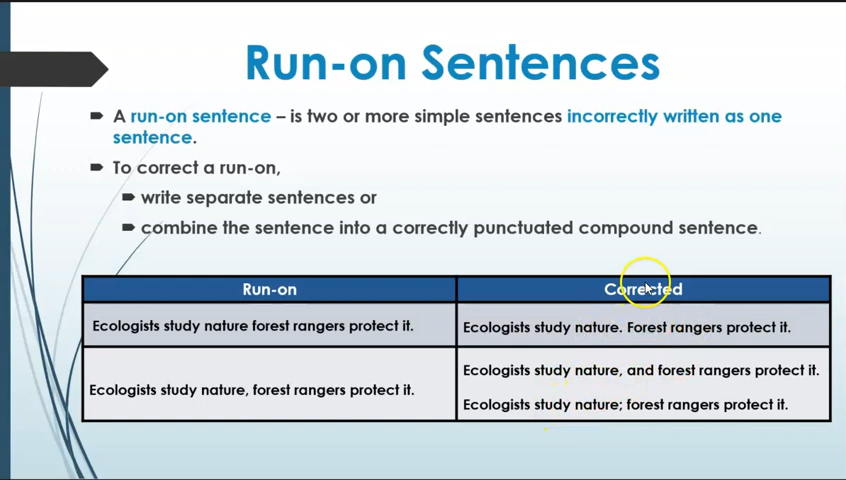 Run-on Sentences
A run-on sentence – is two or more simple sentences incorrectly written as one
sentence.
To correct a run-on,
write separate sentences or
combine the sentence into a correctly punctuated compound sentence.
Run-on
Corrected
Ecologists study nature forest rangers protect it.
Ecologists study nature. Forest rangers protect it.
Ecologists study nature, forest rangers protect it.
Ecologists study nature, and forest rangers protect it.
Ecologists study nature; forest rangers protect it.